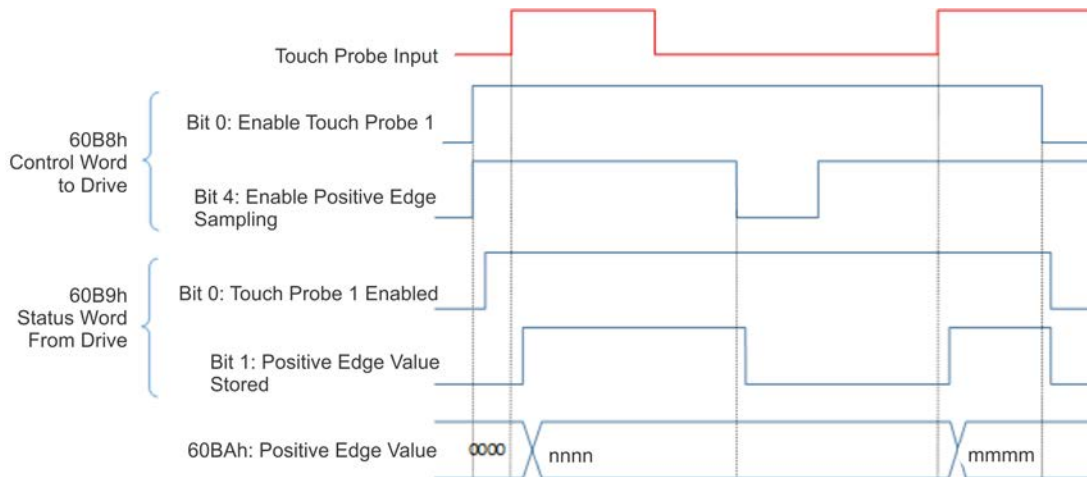 Touch Probe Input
60B8h
Control Word
to Drive
Bit 0: Enable Touch Probe 1
Bit 4: Enable Positive Edge
Sampling
60B9h
Status Word
From Drive
Bit 0: Touch Probe 1 Enabled
Bit 1: Positive Edge Value
Stored
60BAh: Positive Edge Value
0000
nnnn
mmmm